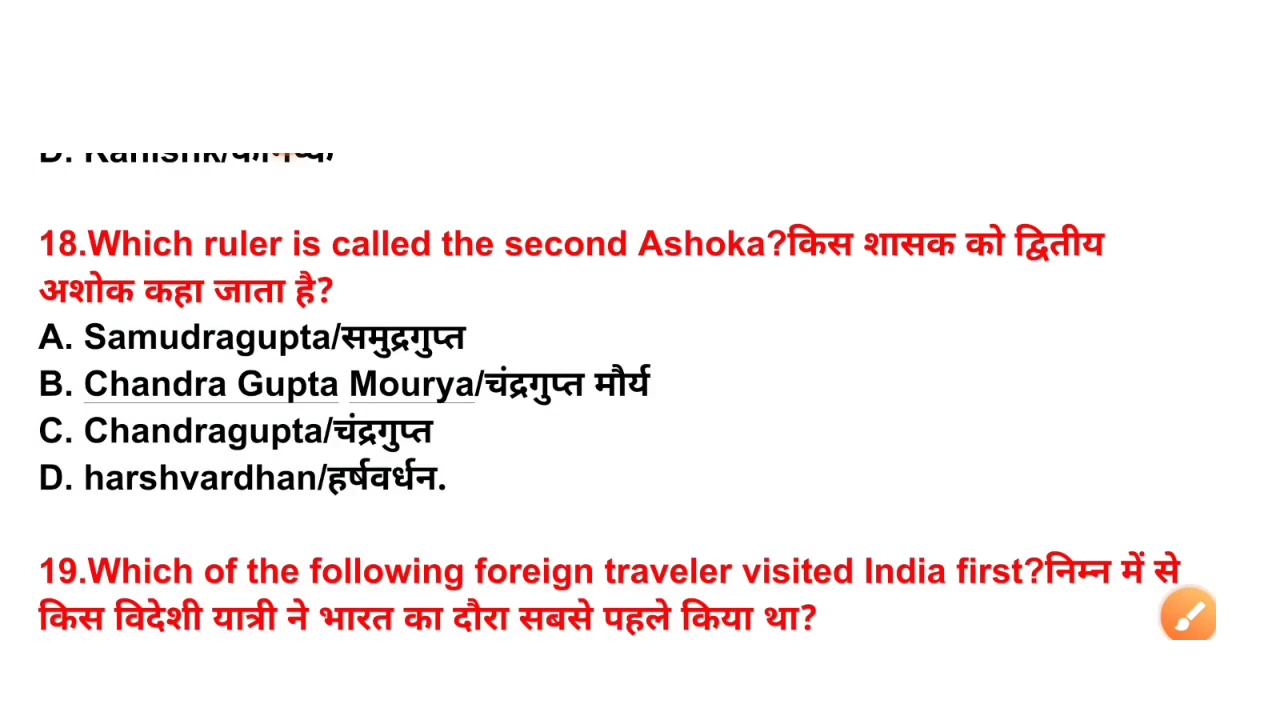 D. Kanishk/कनिष्क
18.Which ruler is called the second Ashoka?किस शासक को द्वितीय
अशोक कहा जाता है?
A. Samudragupta/समुद्रगुप्त
B. Chandra Gupta Mourya/चंद्रगुप्त मौर्य
C. Chandragupta/चंद्रगुप्त
D. harshvardhan/हर्षवर्धन.
19.Which of the following foreign traveler visited India first?निम्न में से
किस विदेशी यात्री ने भारत का दौरा सबसे पहले किया था?